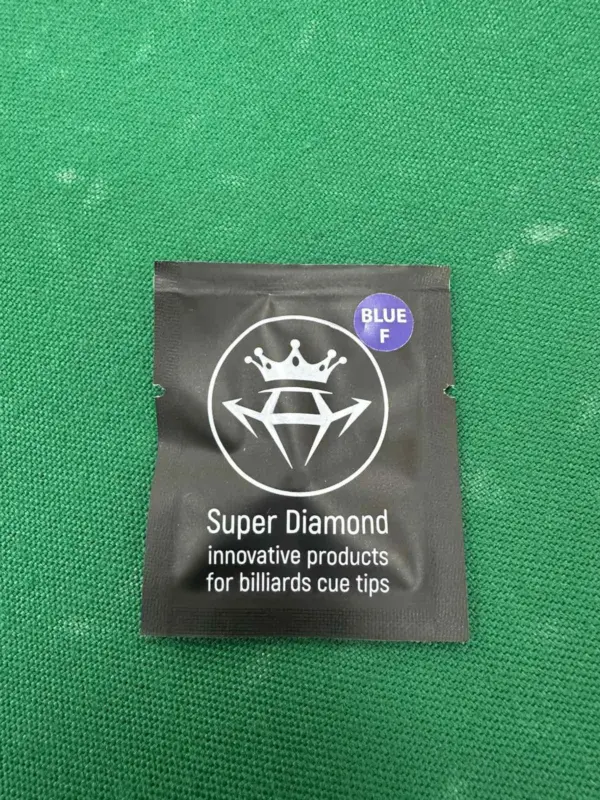 BLUE
F
Super Diamond
innovative products
for billiards cue tips